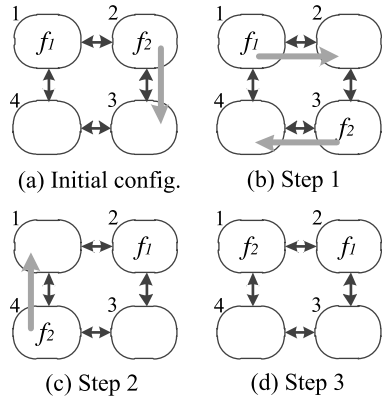 1 2 1 2
f1 f2 f1
4 3 4 3
f2
(a) Initial config. (b) Step 1
1 2 1 2
f1 f2 f1
4 3 4 3
f2
(c) Step 2 (d) Step 3